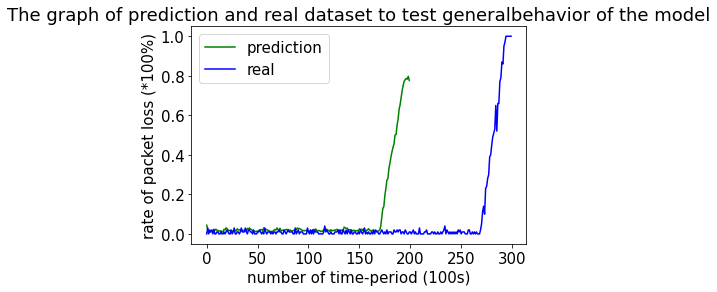 The graph of prediction and real dataset to test generalbehavior of the model
rate of packet loss (*100%)
1.0
0.8
0.6
0.4
0.2
0.0
prediction
real
0 50 100 150 200 250 300
number of time-period (100s)